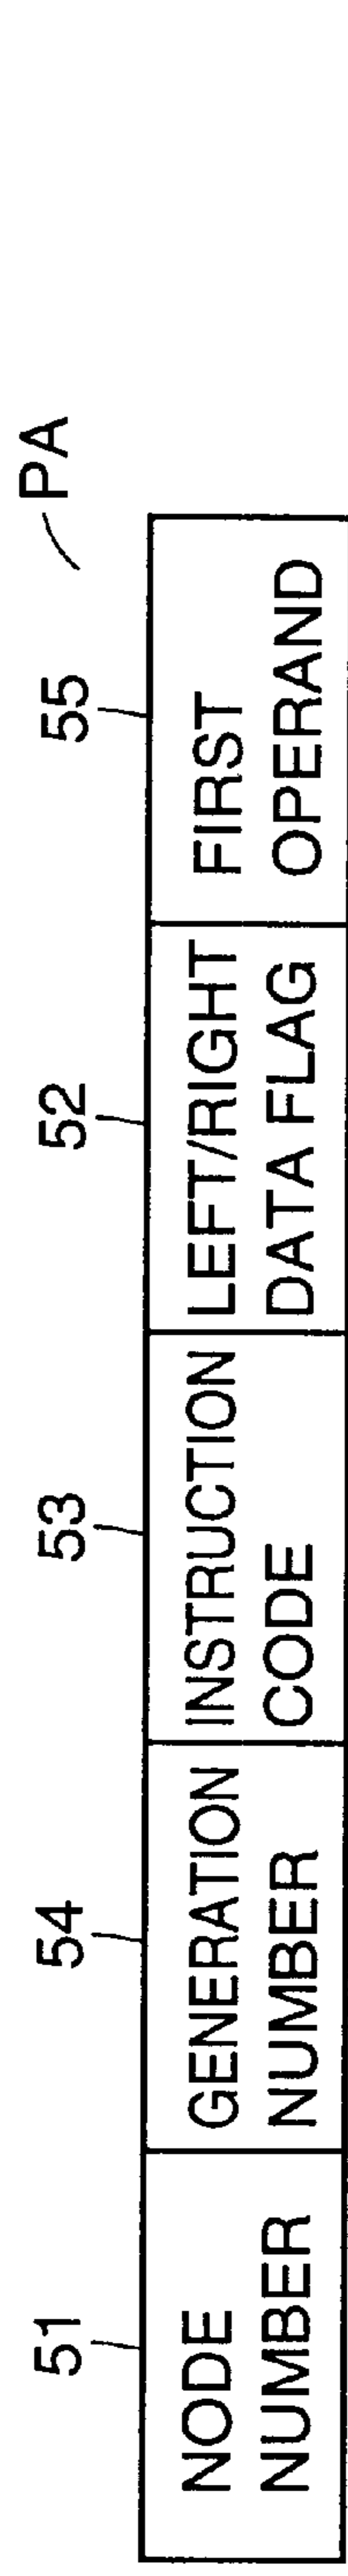 PA
51 54 53 52 55
NODE NUMBER
GENERATION NUMBER
INSTRUCTION CODE
LEFT/RIGHT DATA FLAG
FIRST OPERAND